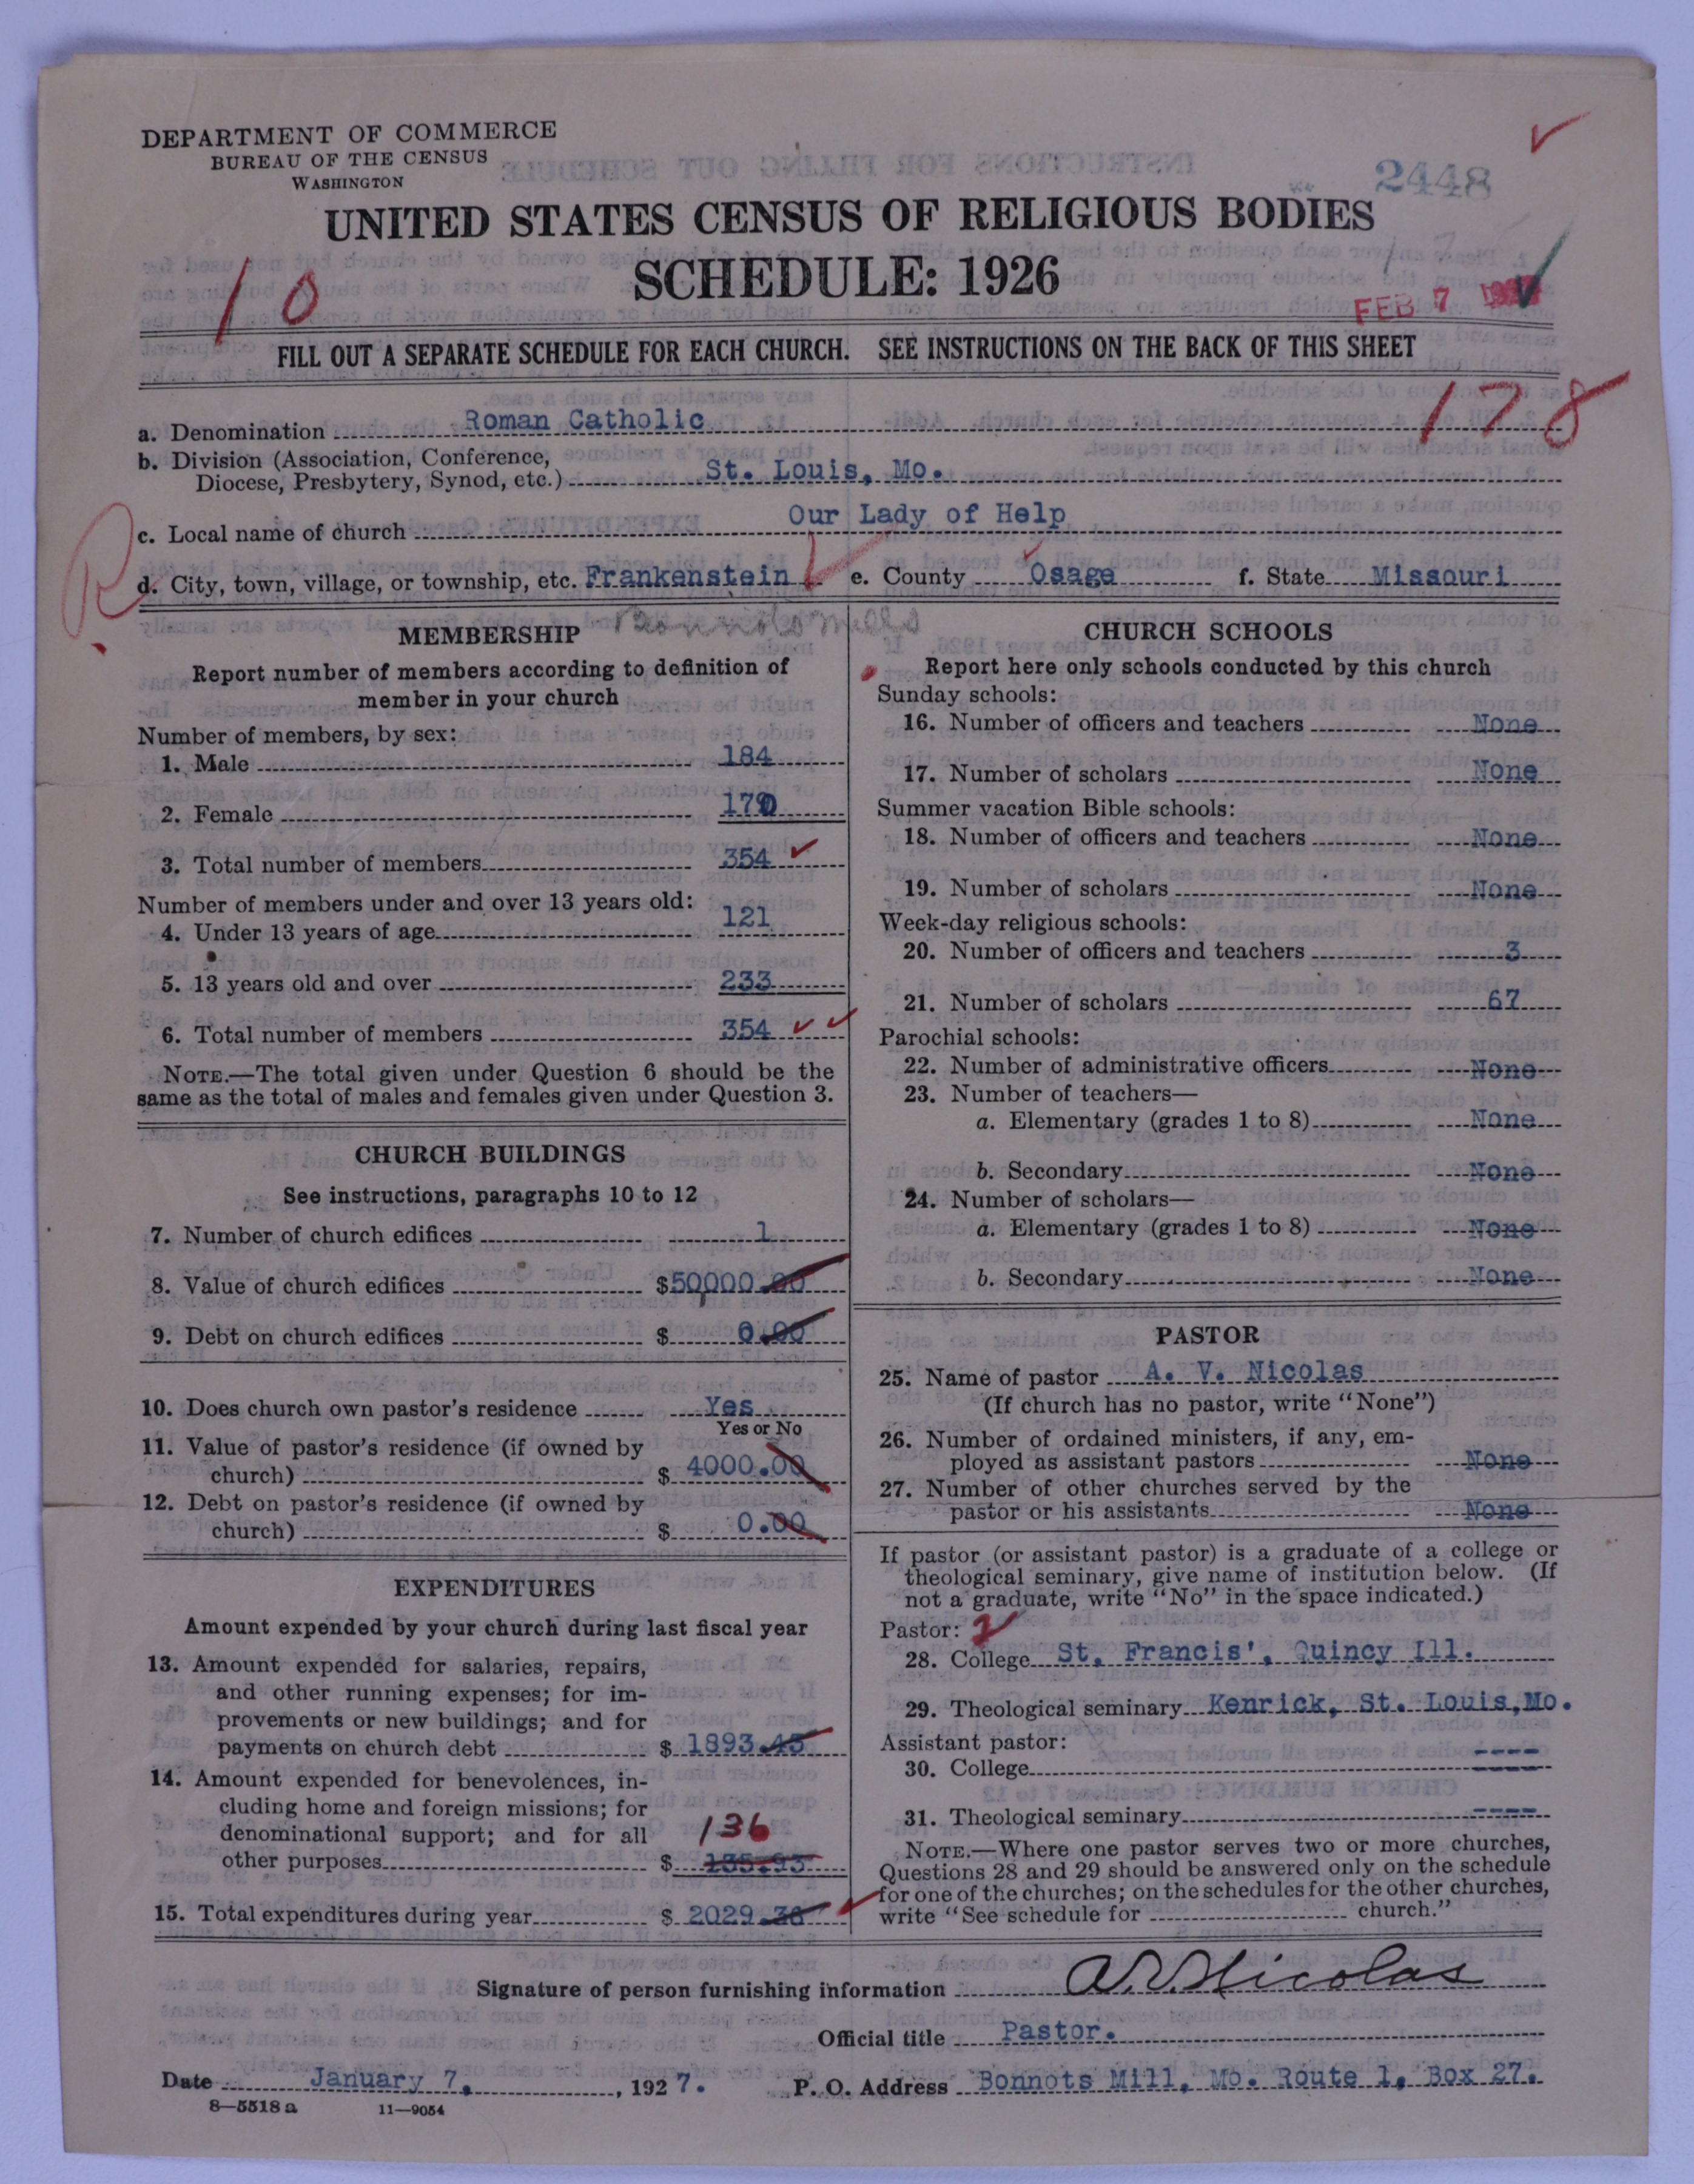 DEPARTMENT OF COMMERCE
BUREAU OF THE CENSUS
WASHINGTON
2448
UNITED STATES CENSUS OF RELIGIOUS BODIES
SCHEDULE: 1926
10
FEB 7
FILL OUT A SEPARATE SCHEDULE FOR EACH CHURCH. SEE INSTRUCTIONS ON THE BACK OF THIS SHEET
178
a. Denomination Roman Catholic
b. Division (Association, Conference,
Diocese, Presbytery, Synod, etc.) St. Louis, Mo.
c. Local name of church Our Lady of Help
R
d. City, town, village, or township, etc. Frankenstein e. County Osage f. State Missouri
Bonnots Mills
MEMBERSHIP
Report number of members according to definition of
member in your church
Number of members, by sex:
1. Male 184
2. Female 170
3. Total number of members 354
Number of members under and over 13 years old:
4. Under 13 years of age 121
5. 13 years old and over 233
6. Total number of members 354
NOTE.—The total given under Question 6 should be the
same as the total of males and females given under Question 3.
CHURCH BUILDINGS
See instructions, paragraphs 10 to 12
7. Number of church edifices 1
8. Value of church edifices $50000.00
9. Debt on church edifices $ 0.00
10. Does church own pastor's residence Yes
Yes or No
11. Value of pastor's residence (if owned by
church) $ 4000.00
12. Debt on pastor's residence (if owned by
church) $ 0.00
EXPENDITURES
Amount expended by your church during last fiscal year
13. Amount expended for salaries, repairs,
and other running expenses; for im-
provements or new buildings; and for
payments on church debt $ 1893.43
14. Amount expended for benevolences, in-
cluding home and foreign missions; for
denominational support; and for all
136
other purposes $ 135.93
15. Total expenditures during year $ 2029.36
CHURCH SCHOOLS
Report here only schools conducted by this church
Sunday schools:
16. Number of officers and teachers None
17. Number of scholars None
Summer vacation Bible schools:
18. Number of officers and teachers None
19. Number of scholars None
Week-day religious schools:
20. Number of officers and teachers 3
21. Number of scholars 67
Parochial schools:
22. Number of administrative officers None
23. Number of teachers—
a. Elementary (grades 1 to 8) None
b. Secondary None
24. Number of scholars—
a. Elementary (grades 1 to 8) None
b. Secondary None
PASTOR
25. Name of pastor A. V. Nicolas
(If church has no pastor, write "None")
26. Number of ordained ministers, if any, em-
ployed as assistant pastors None
27. Number of other churches served by the
pastor or his assistants None
If pastor (or assistant pastor) is a graduate of a college or
theological seminary, give name of institution below. (If
not a graduate, write "No" in the space indicated.)
Pastor: 2
28. College St. Francis', Quincy Ill.
29. Theological seminary Kenrick, St. Louis, Mo.
Assistant pastor:
30. College ----
31. Theological seminary ----
NOTE.—Where one pastor serves two or more churches,
Questions 28 and 29 should be answered only on the schedule
for one of the churches; on the schedules for the other churches,
write "See schedule for church."
Signature of person furnishing information A. V. Nicolas
Official title Pastor.
Date January 7, 1927. P. O. Address Bonnots Mill, Mo. Route 1, Box 27.
8—5518 a 11—9054